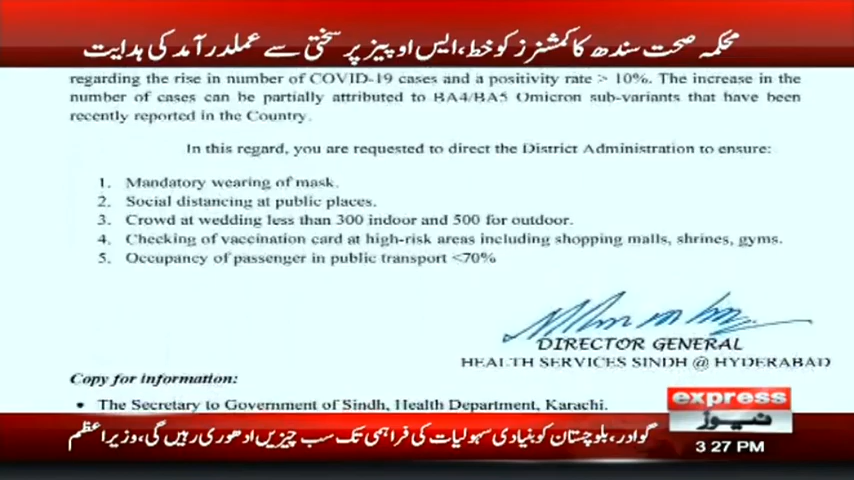 محکمہ صحت سندھ کا کمشنرز کو خط، ایس او پیز پر سختی سے عملدرآمد کی ہدایت
regarding the rise in number of COVID-19 cases and a positivity rate > 10%. The increase in the
number of cases can be partially attributed to BA4/BA5 Omicron sub-variants that have been
recently reported in the Country.
In this regard, you are requested to direct the District Administration to ensure:
1. Mandatory wearing of mask.
2. Social distancing at public places.
3. Crowd at wedding less than 300 indoor and 500 for outdoor.
4. Checking of vaccination card at high-risk areas including shopping malls, shrines, gyms.
5. Occupancy of passenger in public transport <70%
DIRECTOR GENERAL
HEALTH SERVICES SINDH @ HYDERABAD
Copy for information:
• The Secretary to Government of Sindh, Health Department, Karachi.
express
نیوز
گوادر، بلوچستان کو بنیادی سہولیات کی فراہمی تک سب چیزیں ادھوری رہیں گی، وزیراعظم
3:27 PM